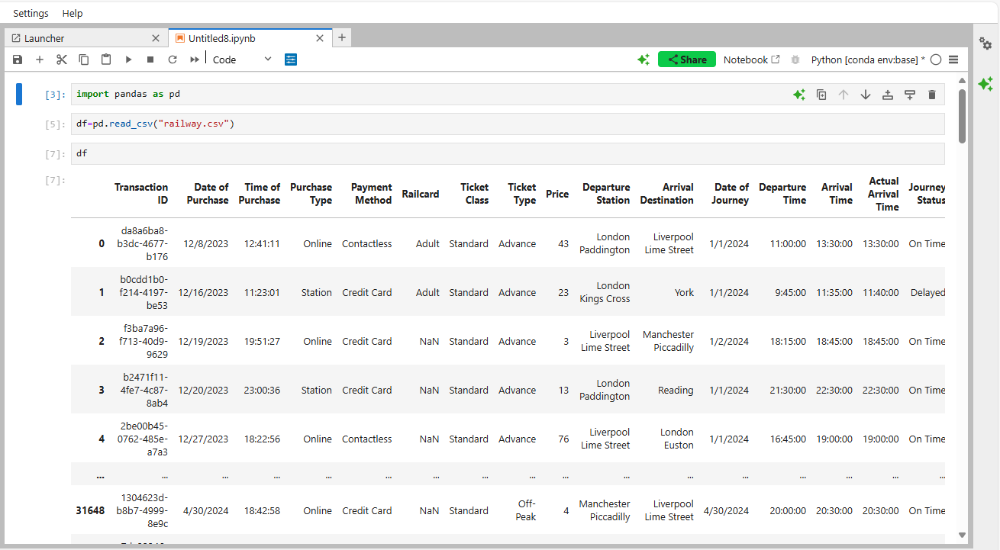 Settings Help
Launcher Untitled8.ipynb
Code Share Notebook Python [conda env:base] *
[3]: import pandas as pd
[5]: df=pd.read_csv("railway.csv")
[7]: df
[7]:
Transaction ID Date of Purchase Time of Purchase Purchase Type Payment Method Railcard Ticket Class Ticket Type Price Departure Station Arrival Destination Date of Journey Departure Time Arrival Time Actual Arrival Time Journey Status
0 da8a6ba8-b3dc-4677-b176 12/8/2023 12:41:11 Online Contactless Adult Standard Advance 43 London Paddington Liverpool Lime Street 1/1/2024 11:00:00 13:30:00 13:30:00 On Time
1 b0cdd1b0-f214-4197-be53 12/16/2023 11:23:01 Station Credit Card Adult Standard Advance 23 London Kings Cross York 1/1/2024 9:45:00 11:35:00 11:40:00 Delayed
2 f3ba7a96-f713-40d9-9629 12/19/2023 19:51:27 Online Credit Card NaN Standard Advance 3 Liverpool Lime Street Manchester Piccadilly 1/2/2024 18:15:00 18:45:00 18:45:00 On Time
3 b2471f11-4fe7-4c87-8ab4 12/20/2023 23:00:36 Station Credit Card NaN Standard Advance 13 London Paddington Reading 1/1/2024 21:30:00 22:30:00 22:30:00 On Time
4 2be00b45-0762-485e-a7a3 12/27/2023 18:22:56 Online Contactless NaN Standard Advance 76 Liverpool Lime Street London Euston 1/1/2024 16:45:00 19:00:00 19:00:00 On Time
... ... ... ... ... ... ... ... ... ... ... ... ... ... ... ... ...
31648 1304623d-b8b7-4999-8e9c 4/30/2024 18:42:58 Online Credit Card NaN Standard Off-Peak 4 Manchester Piccadilly Liverpool Lime Street 4/30/2024 20:00:00 20:30:00 20:30:00 On Time